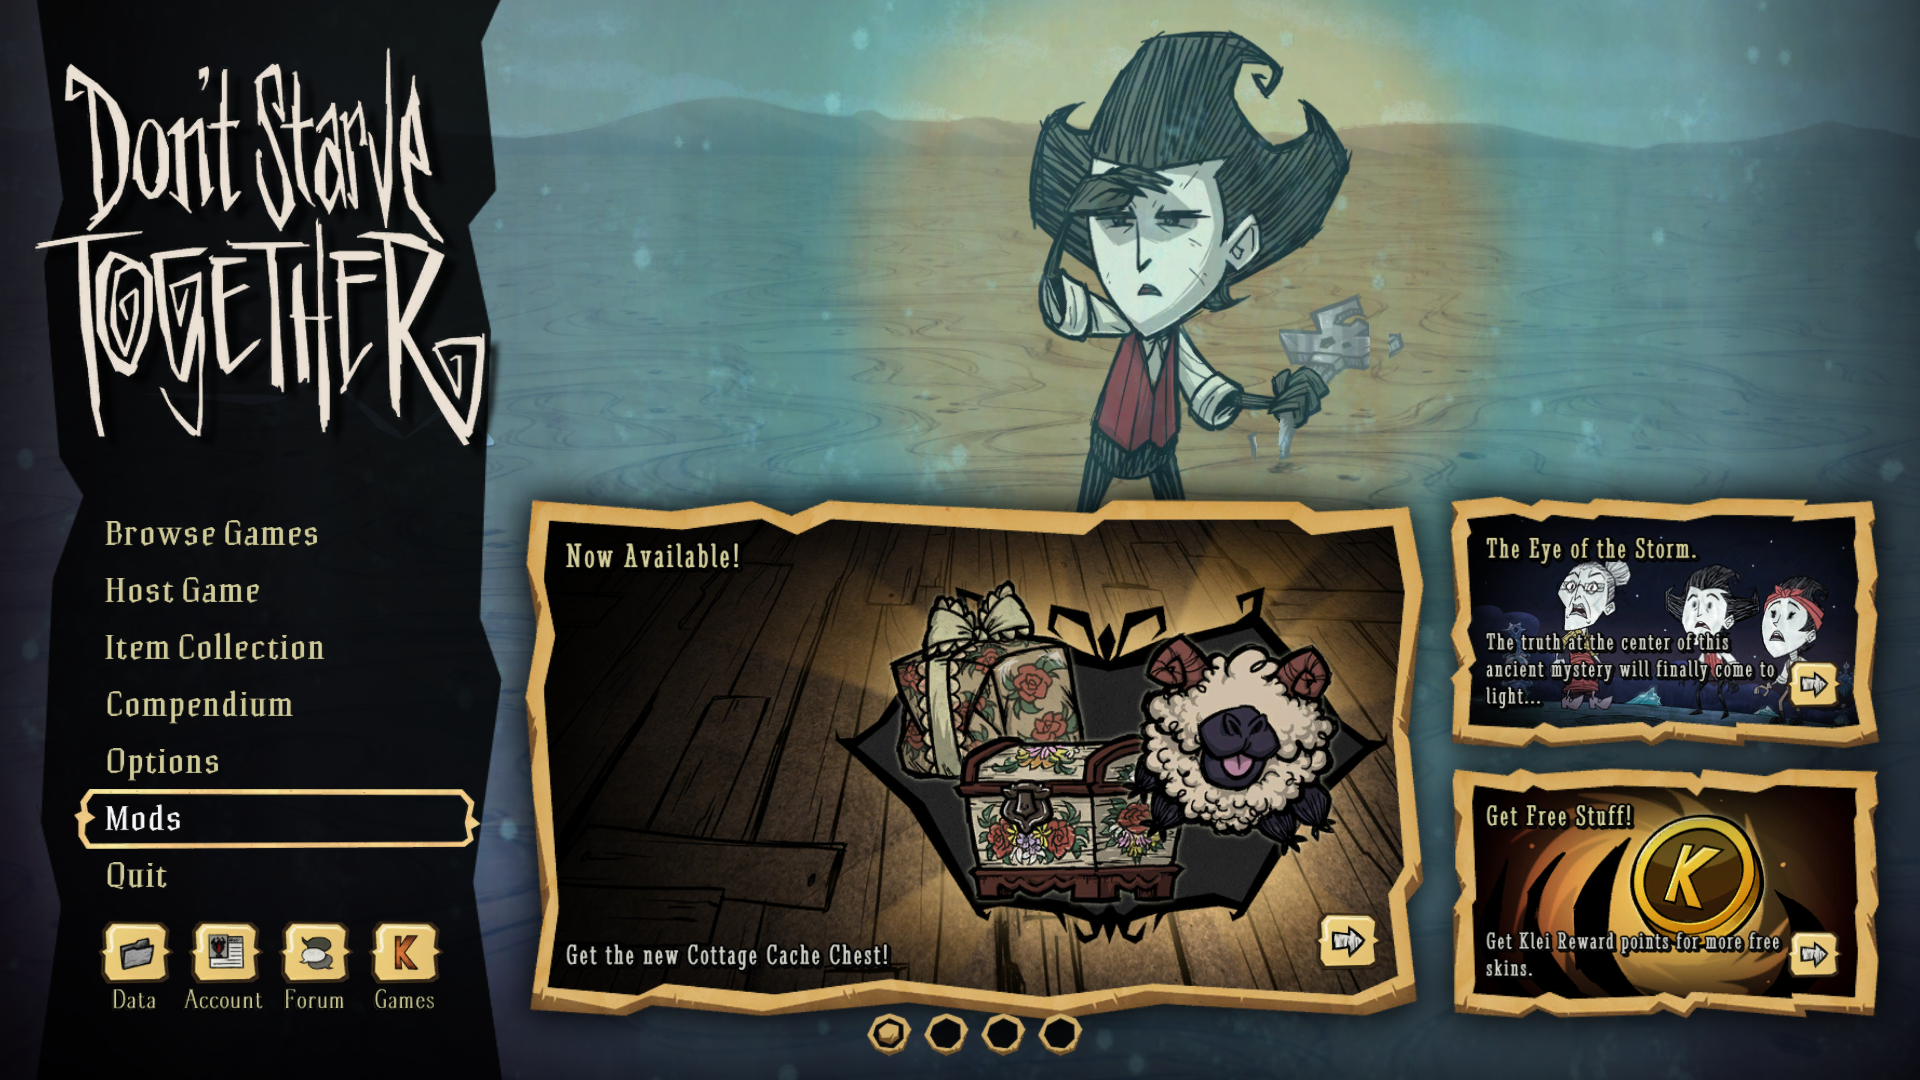 Don't Starve
Together
Browse Games
Host Game
Item Collection
Compendium
Options
Mods
Quit
Data
Account
Forum
Games
Now Available!
Get the new Cottage Cache Chest!
The Eye of the Storm.
The truth at the center of this
ancient mystery will finally come to
light...
Get Free Stuff!
Get Klei Reward points for more free
skins.